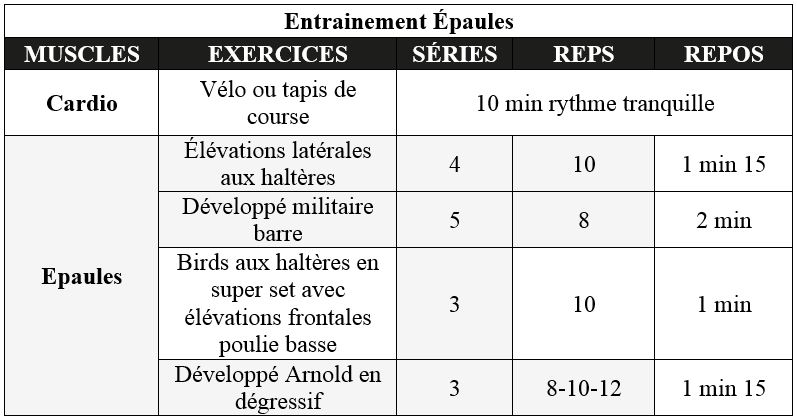 Entrainement Épaules
MUSCLES EXERCICES SÉRIES REPS REPOS
Cardio
Vélo ou tapis de
course
10 min rythme tranquille
Epaules
Élévations latérales
aux haltères
4 10 1 min 15
Développé militaire
barre
5 8 2 min
Birds aux haltères en
super set avec
élévations frontales
poulie basse
3 10 1 min
Développé Arnold en
dégressif
3 8-10-12 1 min 15